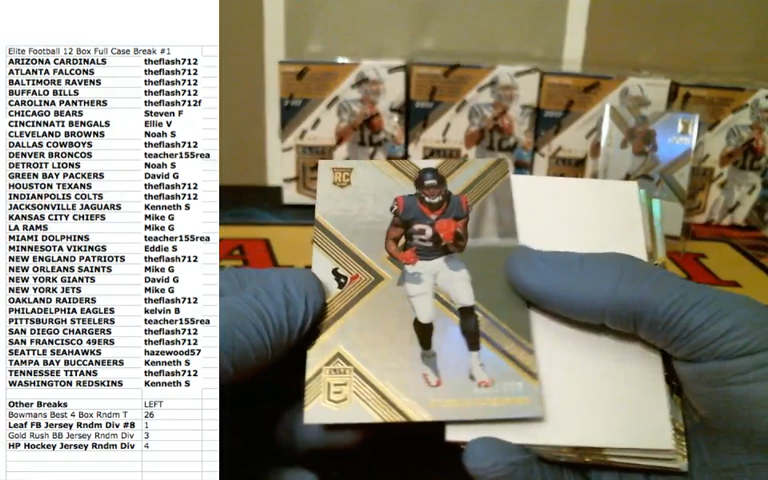 Elite Football 12 Box Full Case Break #1
ARIZONA CARDINALS theflash712
ATLANTA FALCONS theflash712
BALTIMORE RAVENS theflash712
BUFFALO BILLS theflash712
CAROLINA PANTHERS theflash712f
CHICAGO BEARS Steven F
CINCINNATI BENGALS Ellie V
CLEVELAND BROWNS Noah S
DALLAS COWBOYS theflash712
DENVER BRONCOS teacher155rea
DETROIT LIONS Noah S
GREEN BAY PACKERS David G
HOUSTON TEXANS theflash712
INDIANPOLIS COLTS theflash712
JACKSONVILLE JAGUARS Kenneth S
KANSAS CITY CHIEFS Mike G
LA RAMS Mike G
MIAMI DOLPHINS teacher155rea
MINNESOTA VIKINGS Eddie S
NEW ENGLAND PATRIOTS theflash712
NEW ORLEANS SAINTS Mike G
NEW YORK GIANTS David G
NEW YORK JETS Mike G
OAKLAND RAIDERS theflash712
PHILADELPHIA EAGLES kelvin B
PITTSBURGH STEELERS teacher155rea
SAN DIEGO CHARGERS theflash712
SAN FRANCISCO 49ERS theflash712
SEATTLE SEAHAWKS hazewood57
TAMPA BAY BUCCANEERS Kenneth S
TENNESSEE TITANS theflash712
WASHINGTON REDSKINS Kenneth S
Other Breaks LEFT
Bowmans Best 4 Box Rndm T 26
Leaf FB Jersey Rndm Div #8 1
Gold Rush BB Jersey Rndm Div 3
HP Hockey Jersey Rndm Div 4
RC
2
ELITE
E
12
12